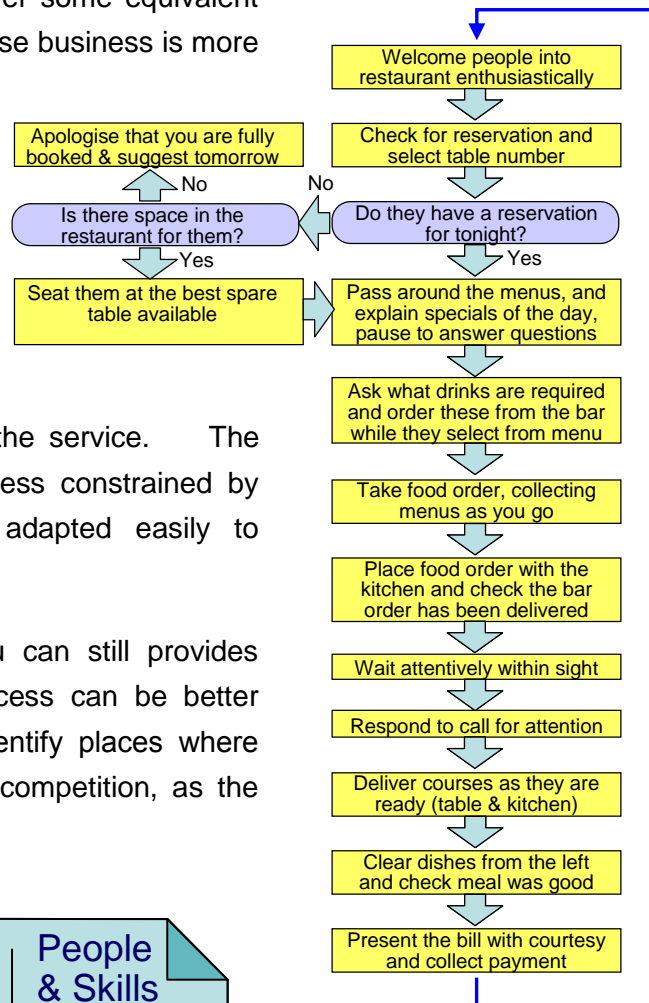 er some equivalent
se business is more
Welcome people into
restaurant enthusiastically
Apologise that you are fully
booked & suggest tomorrow
Check for reservation and
select table number
No
No
Is there space in the
restaurant for them?
Do they have a reservation
for tonight?
Yes
Yes
Seat them at the best spare
table available
Pass around the menus, and
explain specials of the day,
pause to answer questions
Ask what drinks are required
and order these from the bar
while they select from menu
the service. The
ess constrained by
adapted easily to
Take food order, collecting
menus as you go
Place food order with the
kitchen and check the bar
order has been delivered
u can still provides
cess can be better
entify places where
competition, as the
Wait attentively within sight
Respond to call for attention
Deliver courses as they are
ready (table & kitchen)
Clear dishes from the left
and check meal was good
Present the bill with courtesy
and collect payment
People
& Skills